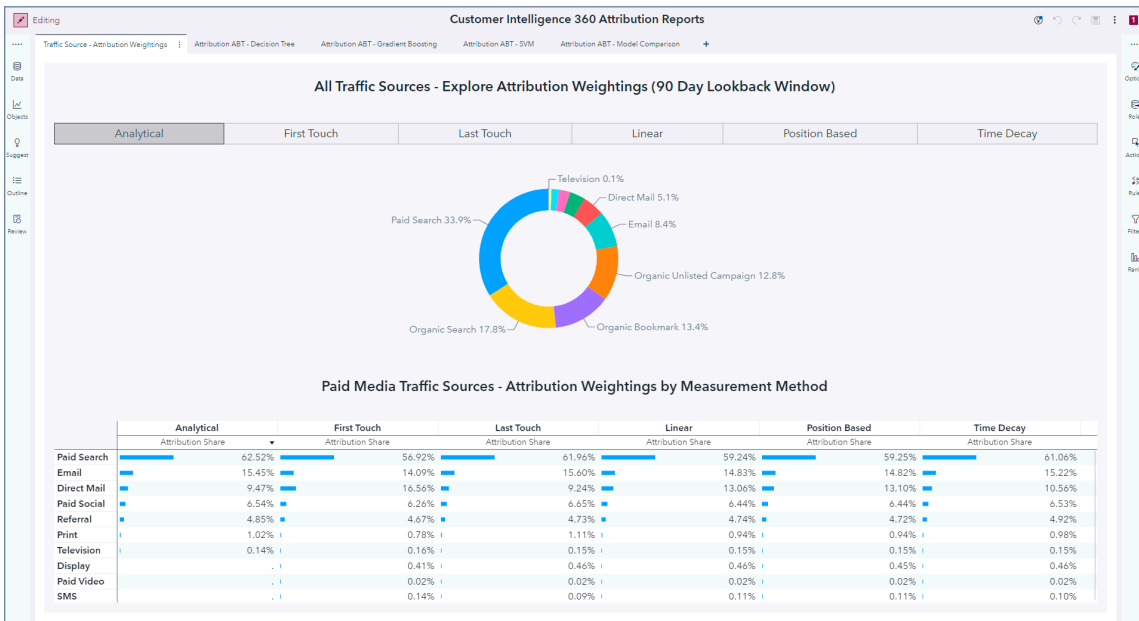 Editing
Customer Intelligence 360 Attribution Reports
1
Traffic Source - Attribution Weightings
Attribution ABT - Decision Tree
Attribution ABT - Gradient Boosting
Attribution ABT - SVM
Attribution ABT - Model Comparison
+
Data
Objects
Suggest
Outline
Review
All Traffic Sources - Explore Attribution Weightings (90 Day Lookback Window)
Analytical First Touch Last Touch Linear Position Based Time Decay
Television 0.1%
Direct Mail 5.1%
Paid Search 33.9%
Email 8.4%
Organic Unlisted Campaign 12.8%
Organic Search 17.8%
Organic Bookmark 13.4%
Paid Media Traffic Sources - Attribution Weightings by Measurement Method
Analytical First Touch Last Touch Linear Position Based Time Decay
Attribution Share Attribution Share Attribution Share Attribution Share Attribution Share Attribution Share
Paid Search 62.52% 56.92% 61.96% 59.24% 59.25% 61.06%
Email 15.45% 14.09% 15.60% 14.83% 14.82% 15.22%
Direct Mail 9.47% 16.56% 9.24% 13.06% 13.10% 10.56%
Paid Social 6.54% 6.26% 6.65% 6.44% 6.44% 6.53%
Referral 4.85% 4.67% 4.73% 4.74% 4.72% 4.92%
Print 1.02% 0.78% 1.11% 0.94% 0.94% 0.98%
Television 0.14% 0.16% 0.15% 0.15% 0.15% 0.15%
Display . 0.41% 0.46% 0.46% 0.45% 0.46%
Paid Video . 0.02% 0.02% 0.02% 0.02% 0.02%
SMS . 0.14% 0.09% 0.11% 0.11% 0.10%